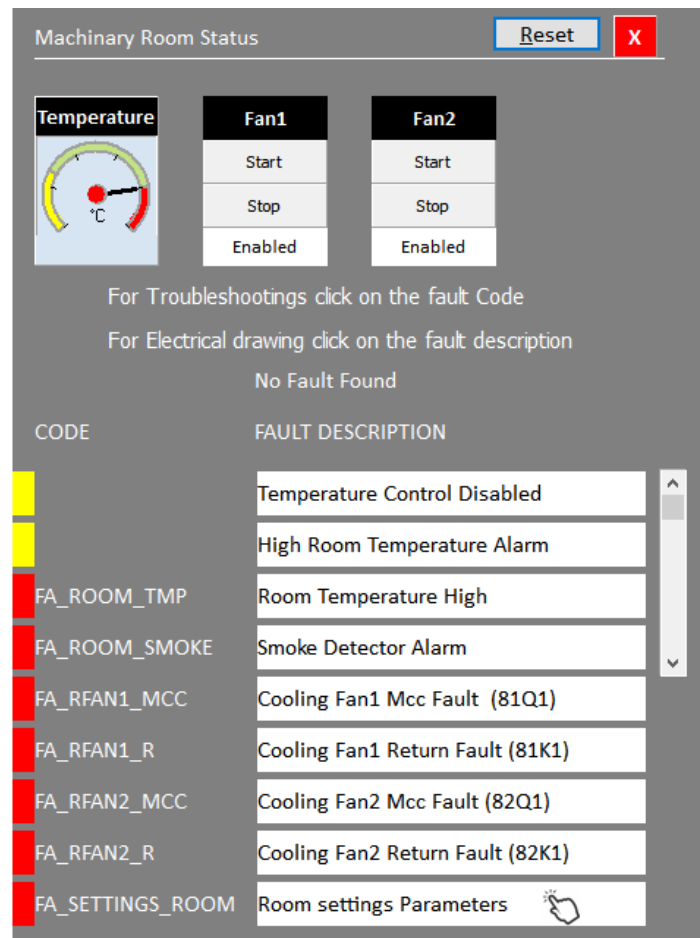 Machinary Room Status
Reset
X
Temperature
Fan1
Fan2
°C
Start
Start
Stop
Stop
Enabled
Enabled
For Troubleshootings click on the fault Code
For Electrical drawing click on the fault description
No Fault Found
CODE FAULT DESCRIPTION
Temperature Control Disabled
High Room Temperature Alarm
FA_ROOM_TMP Room Temperature High
FA_ROOM_SMOKE Smoke Detector Alarm
FA_RFAN1_MCC Cooling Fan1 Mcc Fault (81Q1)
FA_RFAN1_R Cooling Fan1 Return Fault (81K1)
FA_RFAN2_MCC Cooling Fan2 Mcc Fault (82Q1)
FA_RFAN2_R Cooling Fan2 Return Fault (82K1)
FA_SETTINGS_ROOM Room settings Parameters